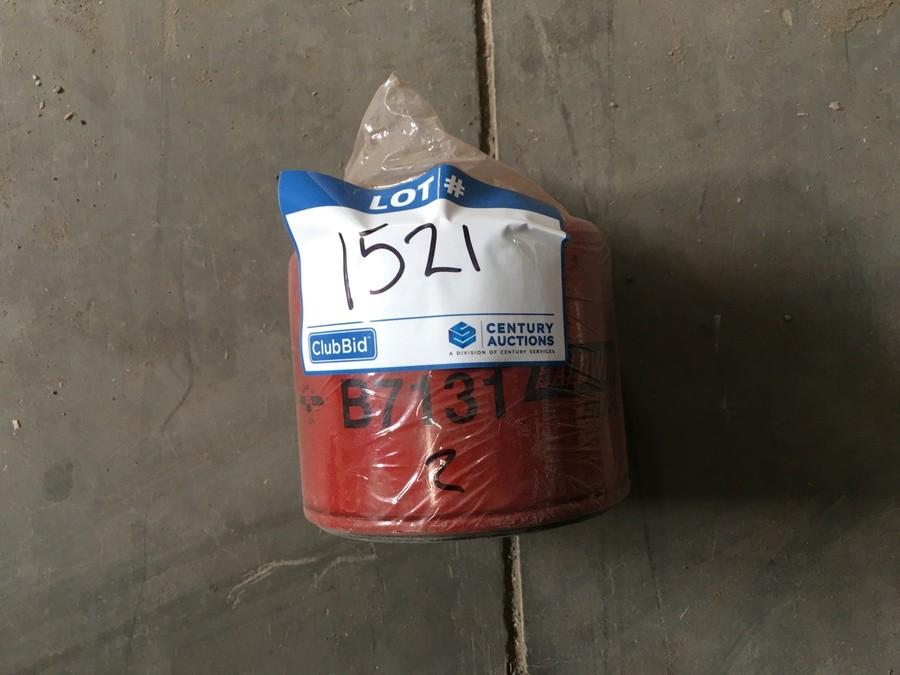 LOT #
1521
ClubBid
CENTURY
AUCTIONS
A DIVISION OF CENTURY SERVICES
B7131
2